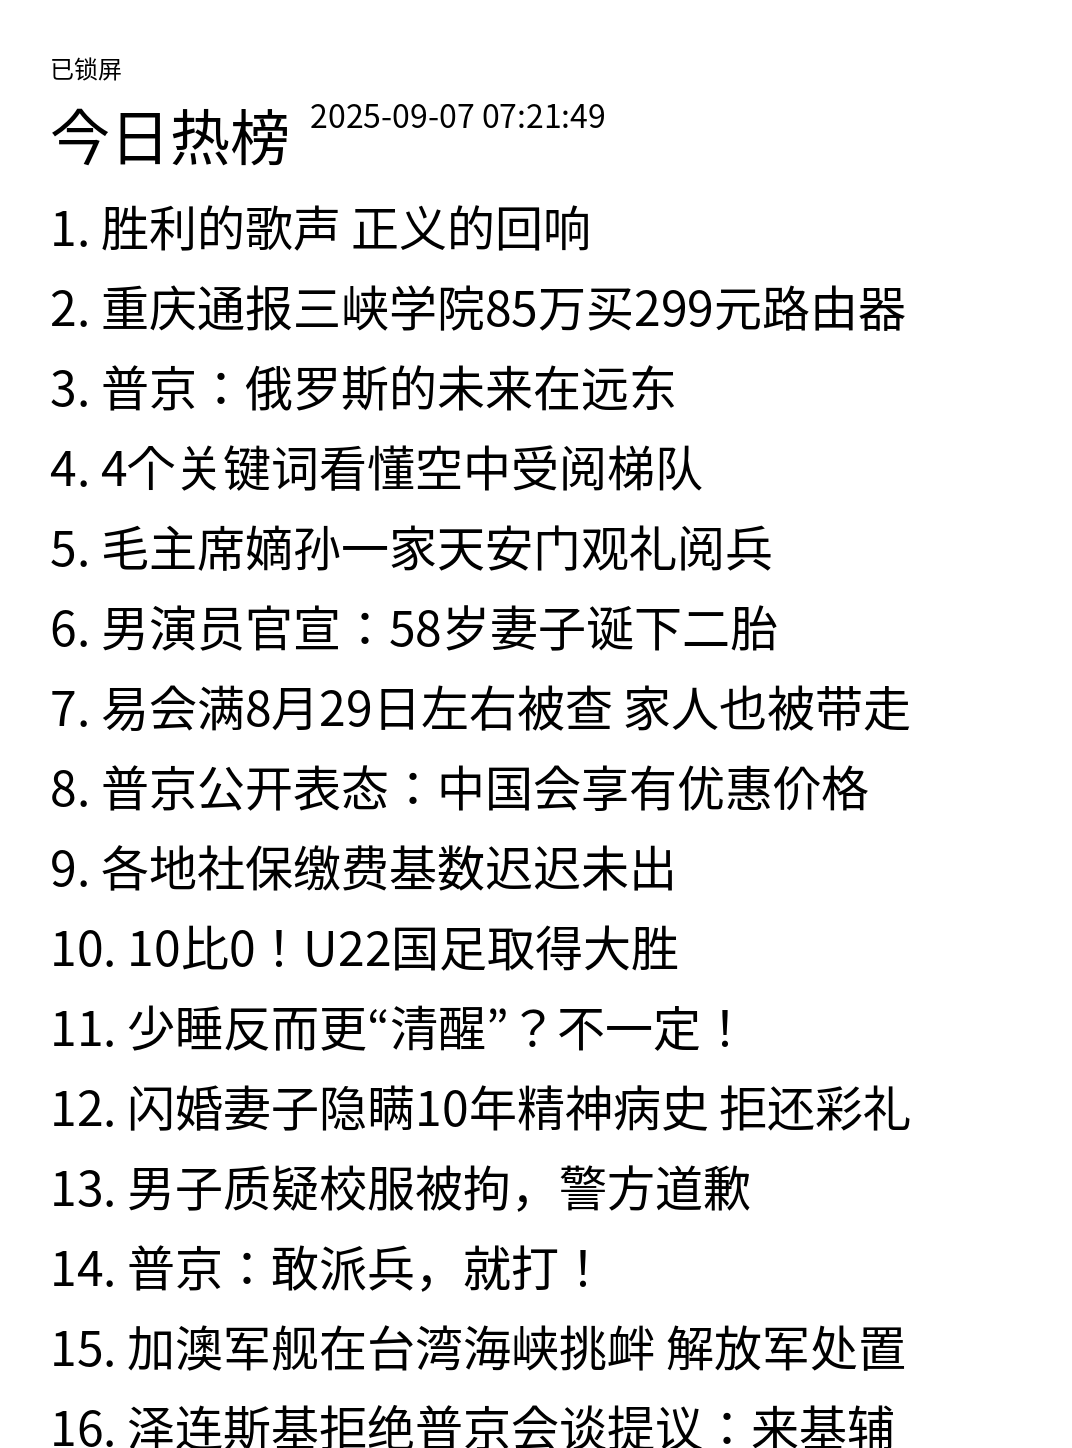 已锁屏
今日热榜 2025-09-07 07:21:49
1. 胜利的歌声 正义的回响
2. 重庆通报三峡学院85万买299元路由器
3. 普京：俄罗斯的未来在远东
4. 4个关键词看懂空中受阅梯队
5. 毛主席嫡孙一家天安门观礼阅兵
6. 男演员官宣：58岁妻子诞下二胎
7. 易会满8月29日左右被查 家人也被带走
8. 普京公开表态：中国会享有优惠价格
9. 各地社保缴费基数迟迟未出
10. 10比0！U22国足取得大胜
11. 少睡反而更“清醒”？不一定！
12. 闪婚妻子隐瞒10年精神病史 拒还彩礼
13. 男子质疑校服被拘，警方道歉
14. 普京：敢派兵，就打！
15. 加澳军舰在台湾海峡挑衅 解放军处置
16. 泽连斯基拒绝普京会谈提议：来基辅